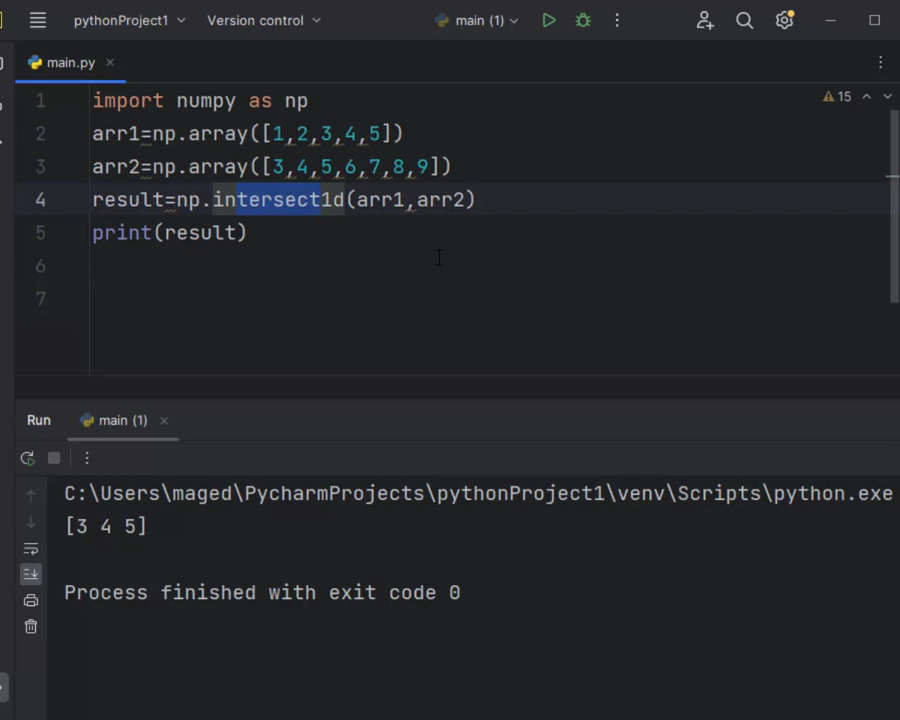 pythonProject1 Version control main (1)
main.py
15
1 import numpy as np
2 arr1=np.array([1,2,3,4,5])
3 arr2=np.array([3,4,5,6,7,8,9])
4 result=np.intersect1d(arr1,arr2)
5 print(result)
6
7
Run main (1)
C:\Users\maged\PycharmProjects\pythonProject1\venv\Scripts\python.exe
[3 4 5]
Process finished with exit code 0